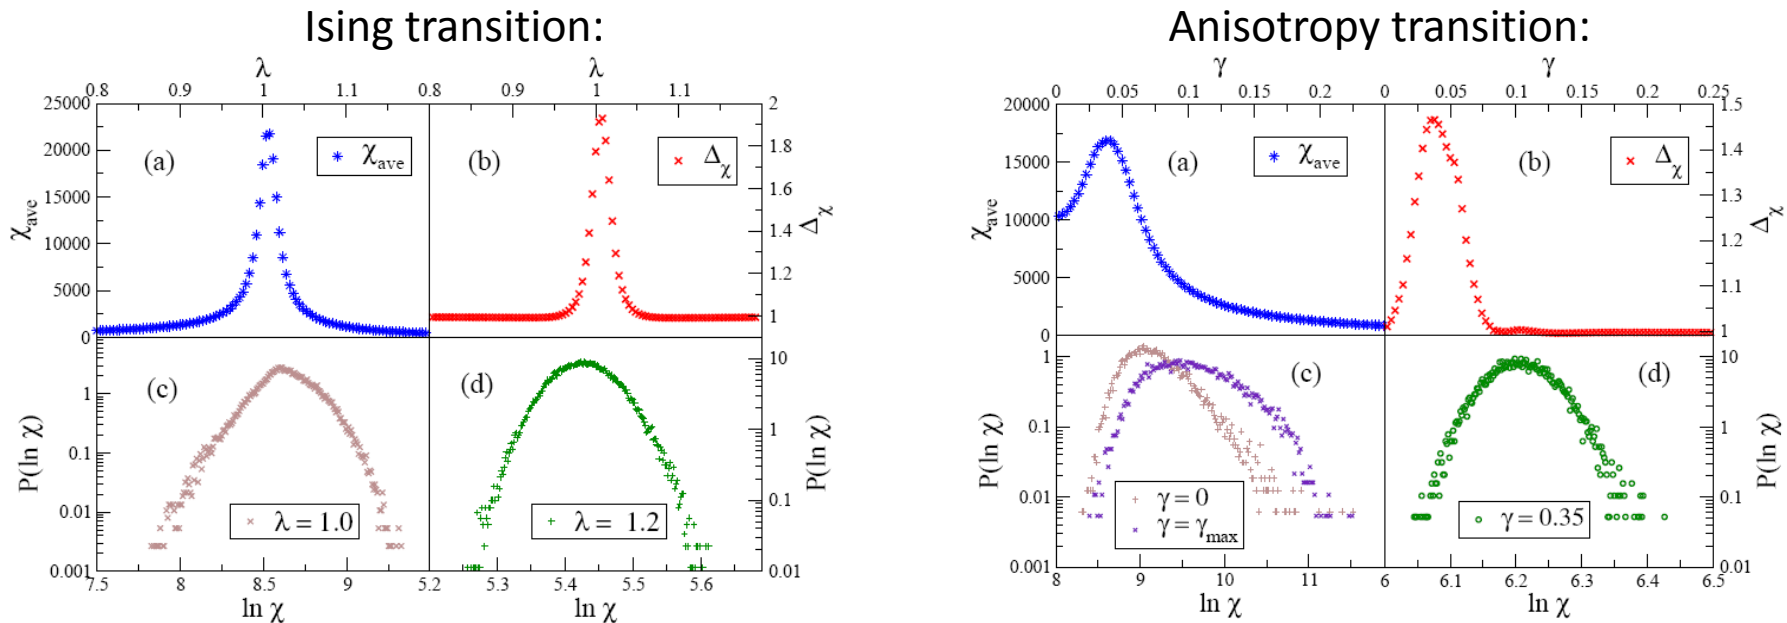 Ising transition:
Anisotropy transition:
λ
λ
γ
γ
0.8 0.9 1 1.1 0.8 0.9 1 1.1
0 0.05 0.1 0.15 0.2 0 0.05 0.1 0.15 0.2 0.25
25000
20000
15000
10000
5000
0
χave
(a)
χave
(b)
Δχ
2
1.8
1.6
1.4
1.2
1
Δχ
20000
15000
10000
5000
0
χave
(a)
χave
(b)
Δχ
1.5
1.4
1.3
1.2
1.1
1
Δχ
1
0.1
0.01
0.001
P(ln χ)
(c)
λ = 1.0
(d)
λ = 1.2
10
1
0.1
0.01
P(ln χ)
1
0.1
0.01
0.001
P(ln χ)
(c)
γ = 0
γ = γmax
(d)
γ = 0.35
10
1
0.1
0.01
P(ln χ)
7.5 8 8.5 9 5.2 5.3 5.4 5.5 5.6
8 9 10 11 6 6.1 6.2 6.3 6.4 6.5
ln χ
ln χ
ln χ
ln χ